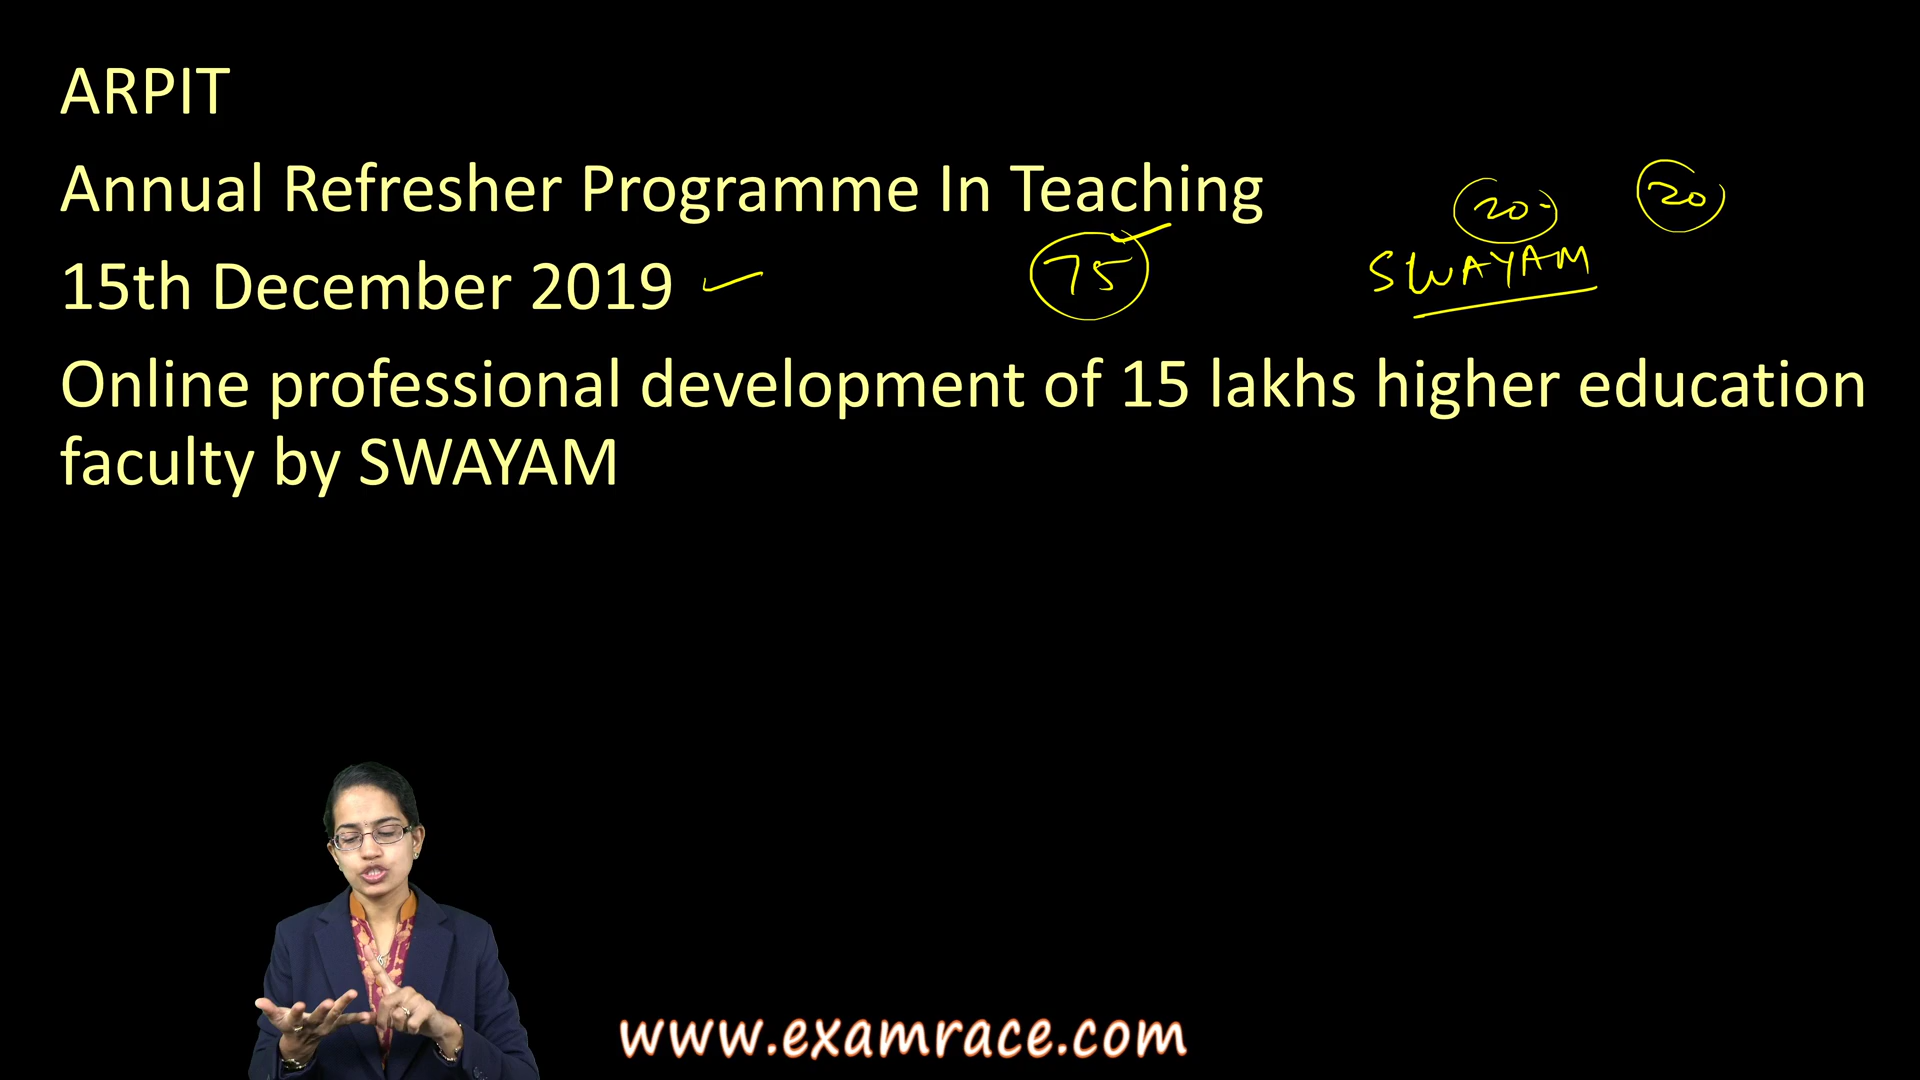 ARPIT
Annual Refresher Programme In Teaching
20
20
15th December 2019
75
SWAYAM
Online professional development of 15 lakhs higher education
faculty by SWAYAM
www.examrace.com